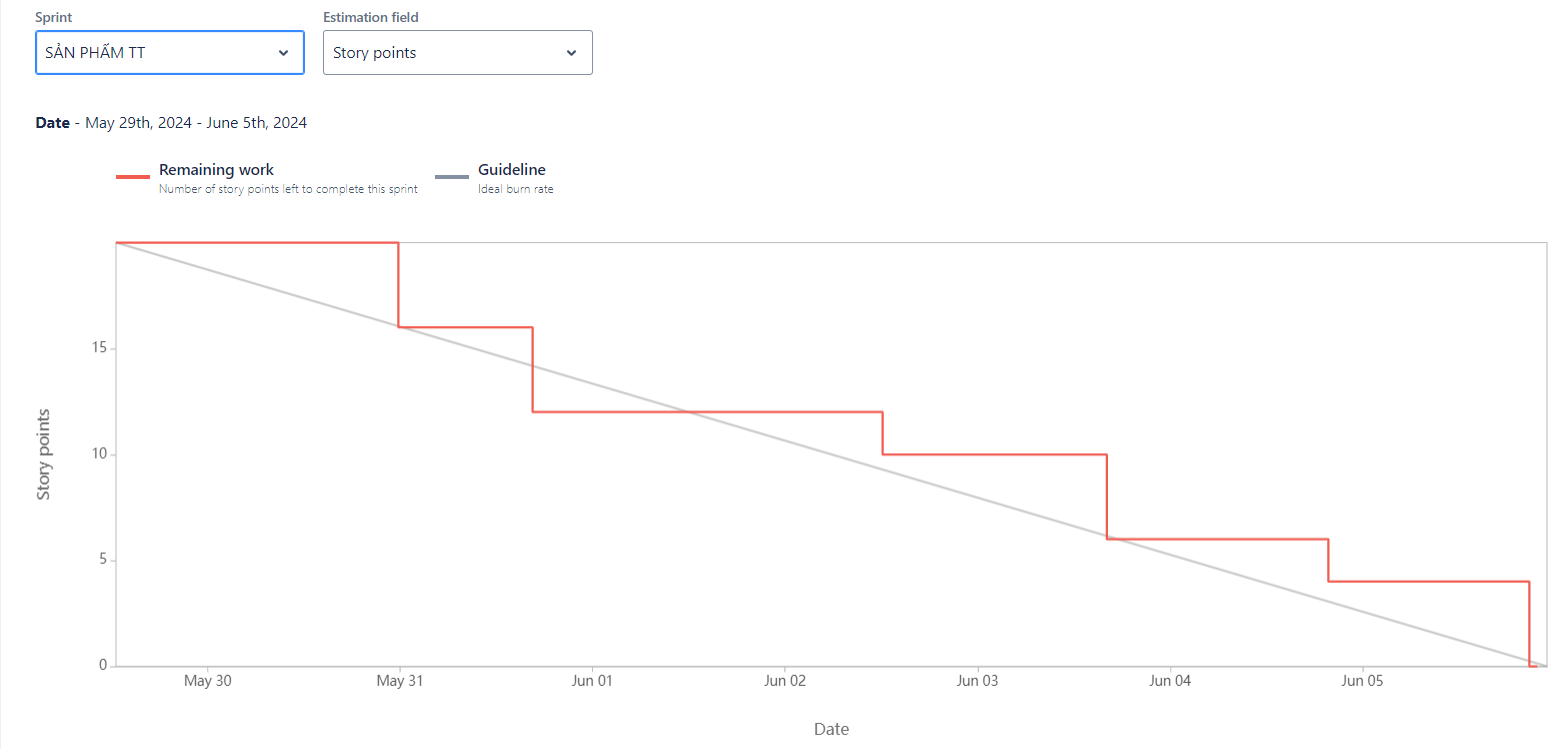 Sprint
Estimation field
SẢN PHẨM TT
Story points
Date - May 29th, 2024 - June 5th, 2024
Remaining work
Number of story points left to complete this sprint
Guideline
Ideal burn rate
Story points
15
10
5
0
May 30
May 31
Jun 01
Jun 02
Jun 03
Jun 04
Jun 05
Date